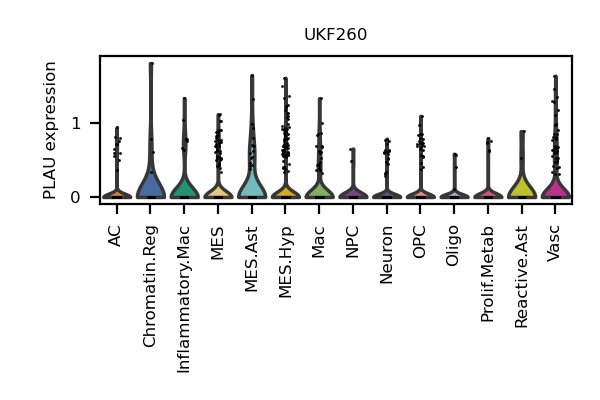 UKF260
PLAU expression
1
0
AC
Chromatin.Reg
Inflammatory.Mac
MES
MES.Ast
MES.Hyp
Mac
NPC
Neuron
OPC
Oligo
Prolif.Metab
Reactive.Ast
Vasc